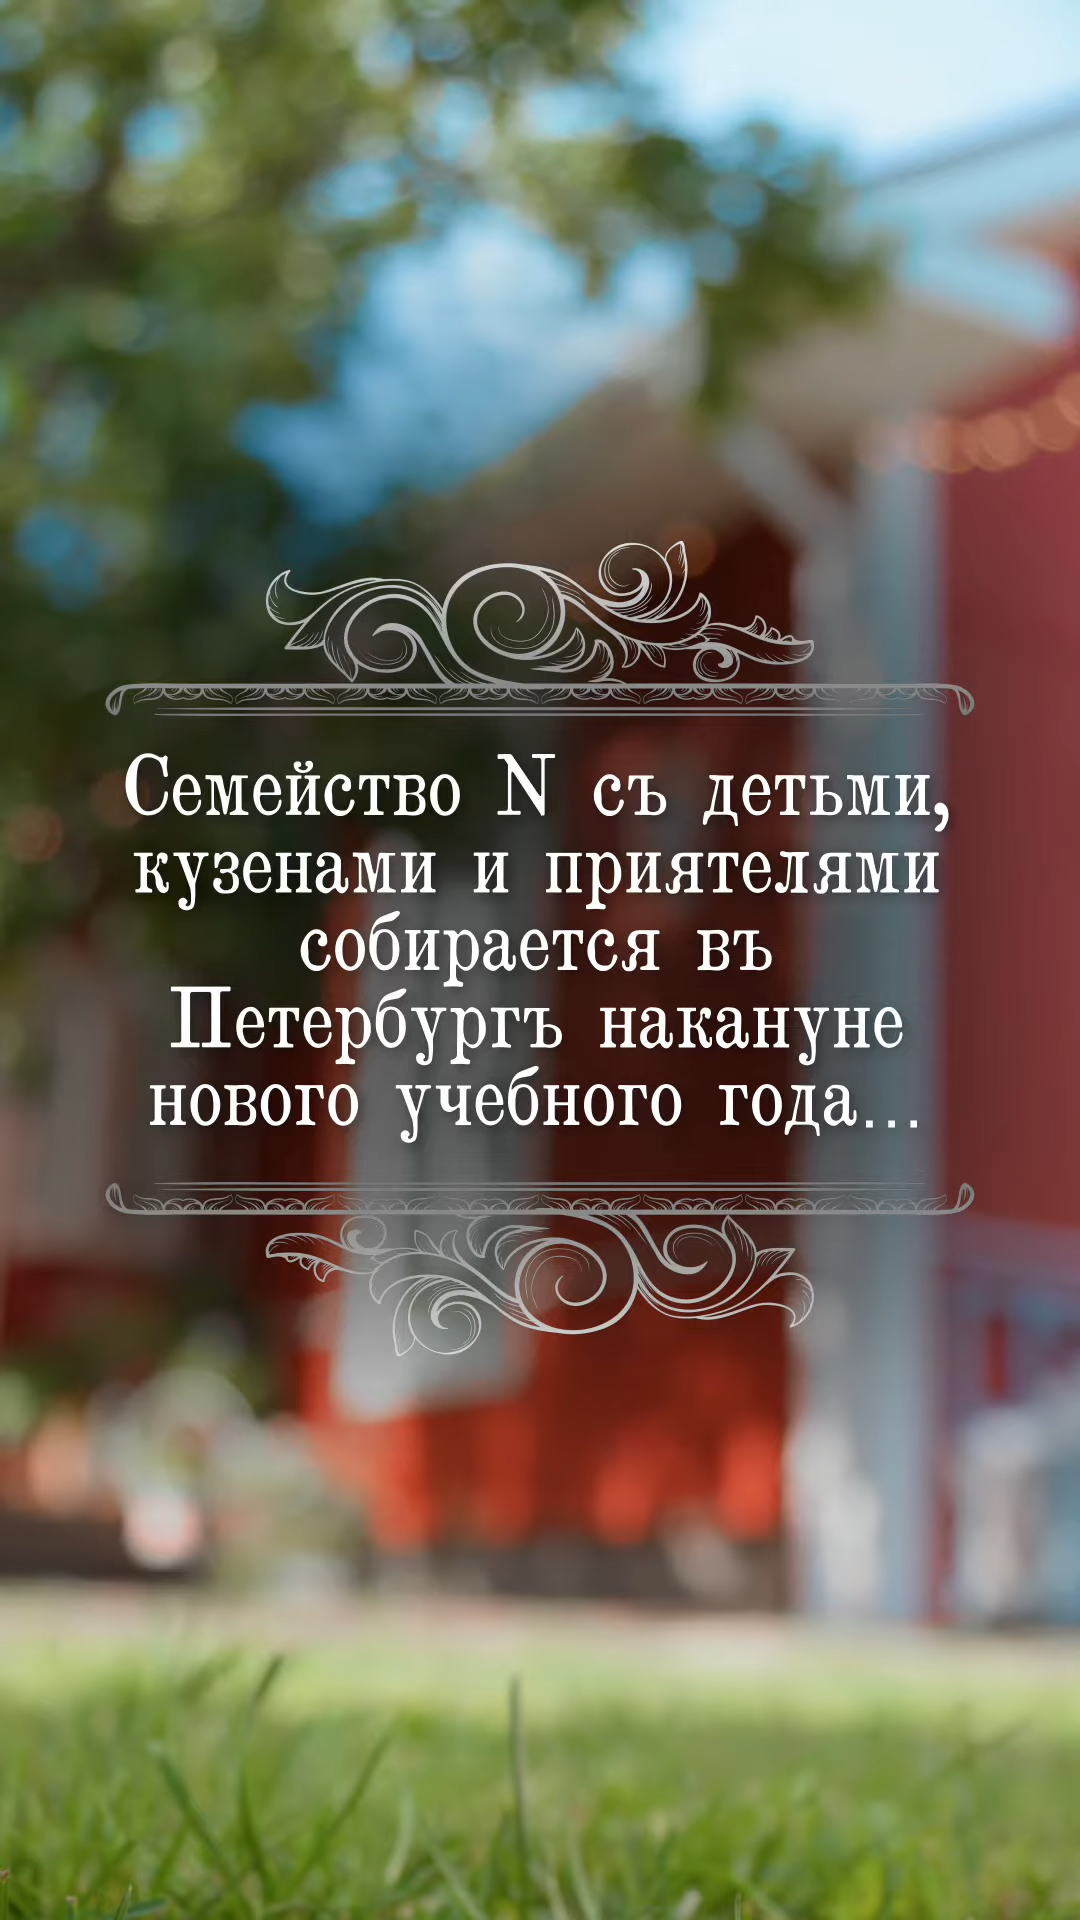 Семейство N съ детьми,
кузенами и приятелями
собирается въ
Петербургъ накануне
нового учебного года...